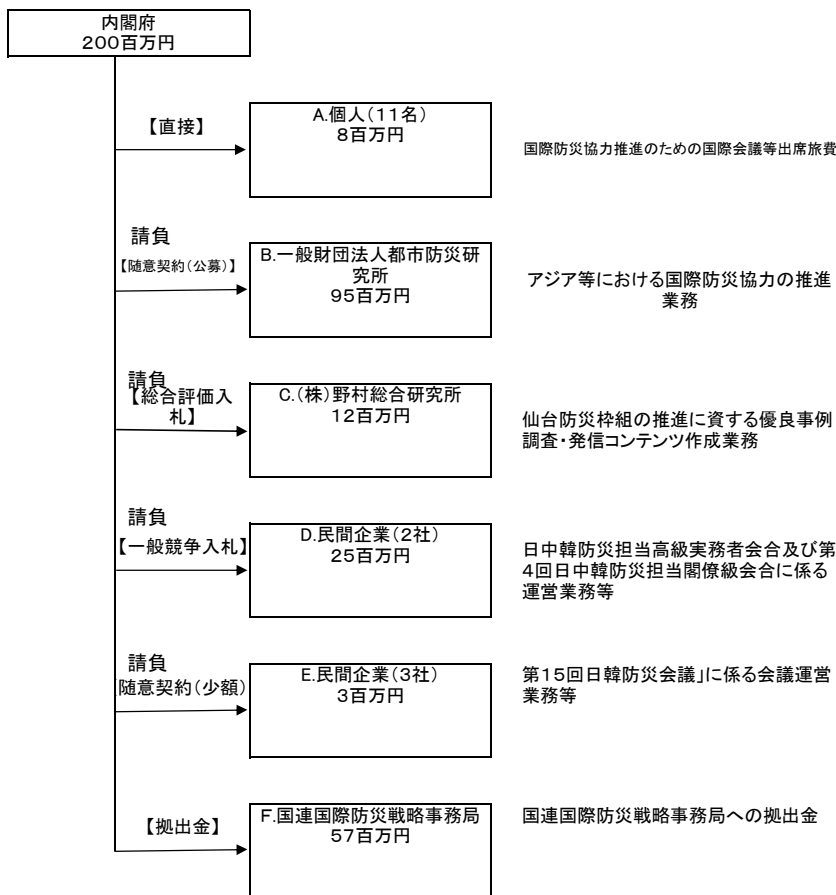 内閣府
200百万円
【直接】
A.個人(11名)
8百万円
国際防災協力推進のための国際会議等出席旅費
請負
【随意契約(公募)】
B.一般財団法人都市防災研
究所
95百万円
アジア等における国際防災協力の推進
業務
請負
【総合評価入
札】
C.(株)野村総合研究所
12百万円
仙台防災枠組の推進に資する優良事例
調査・発信コンテンツ作成業務
請負
【一般競争入札】
D.民間企業(2社)
25百万円
日中韓防災担当高級実務者会合及び第
4回日中韓防災担当閣僚級会合に係る
運営業務等
請負
随意契約(少額)
E.民間企業(3社)
3百万円
第15回日韓防災会議」に係る会議運営
業務等
【拠出金】
F.国連国際防災戦略事務局
57百万円
国連国際防災戦略事務局への拠出金